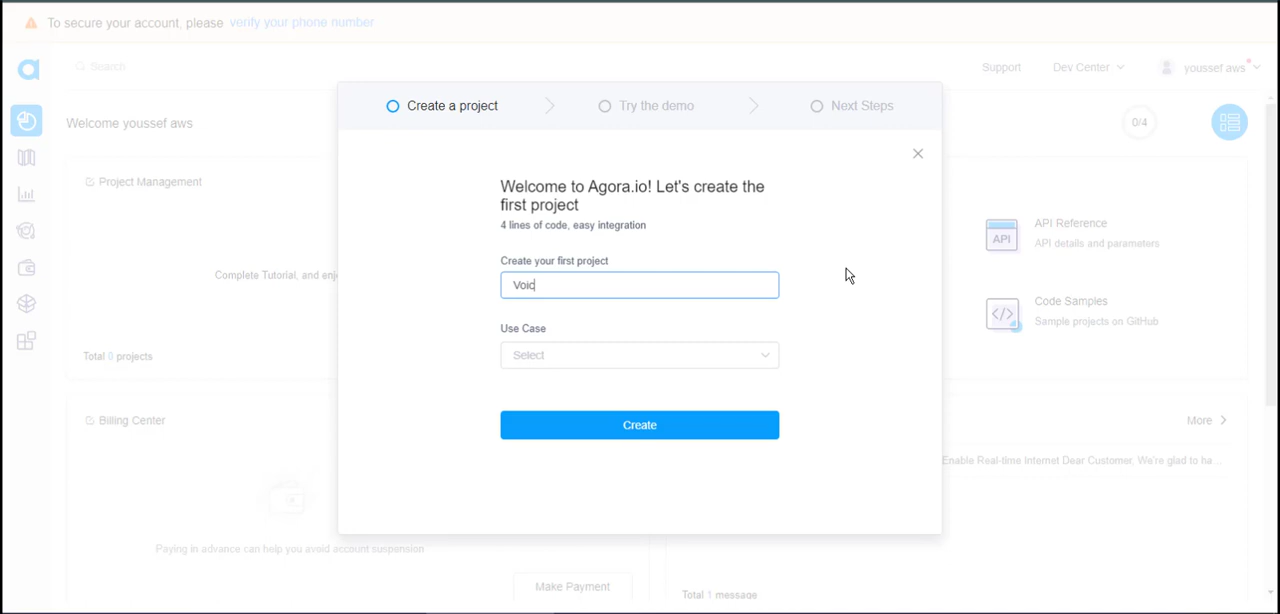 To secure your account, please verify your phone number
Search
Support
Dev Center
youssef aws
Welcome youssef aws
0/4
Create a project
Try the demo
Next Steps
Project Management
Complete Tutorial, and enj
Total 0 projects
Welcome to Agora.io! Let's create the
first project
4 lines of code, easy integration
Create your first project
Voic
Use Case
Select
Create
API
API Reference
API details and parameters
</>
Code Samples
Sample projects on GitHub
Billing Center
Paying in advance can help you avoid account suspension
Make Payment
More
Enable Real-time Internet Dear Customer, We're glad to ha...
Total 1 message